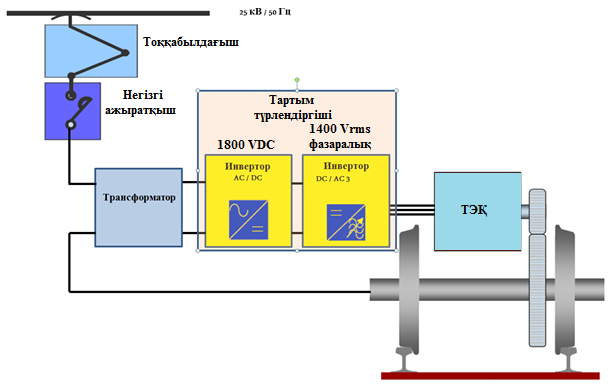 25 кВ / 50 Гц
Тоққабылдағыш
Негізгі
ажыратқыш
Тартым
түрлендіргіші
1800 VDC
1400 Vrms
фазаралық
Инвертор
AC / DC
Инвертор
DC / AC 3
Трансформатор
ТЭҚ